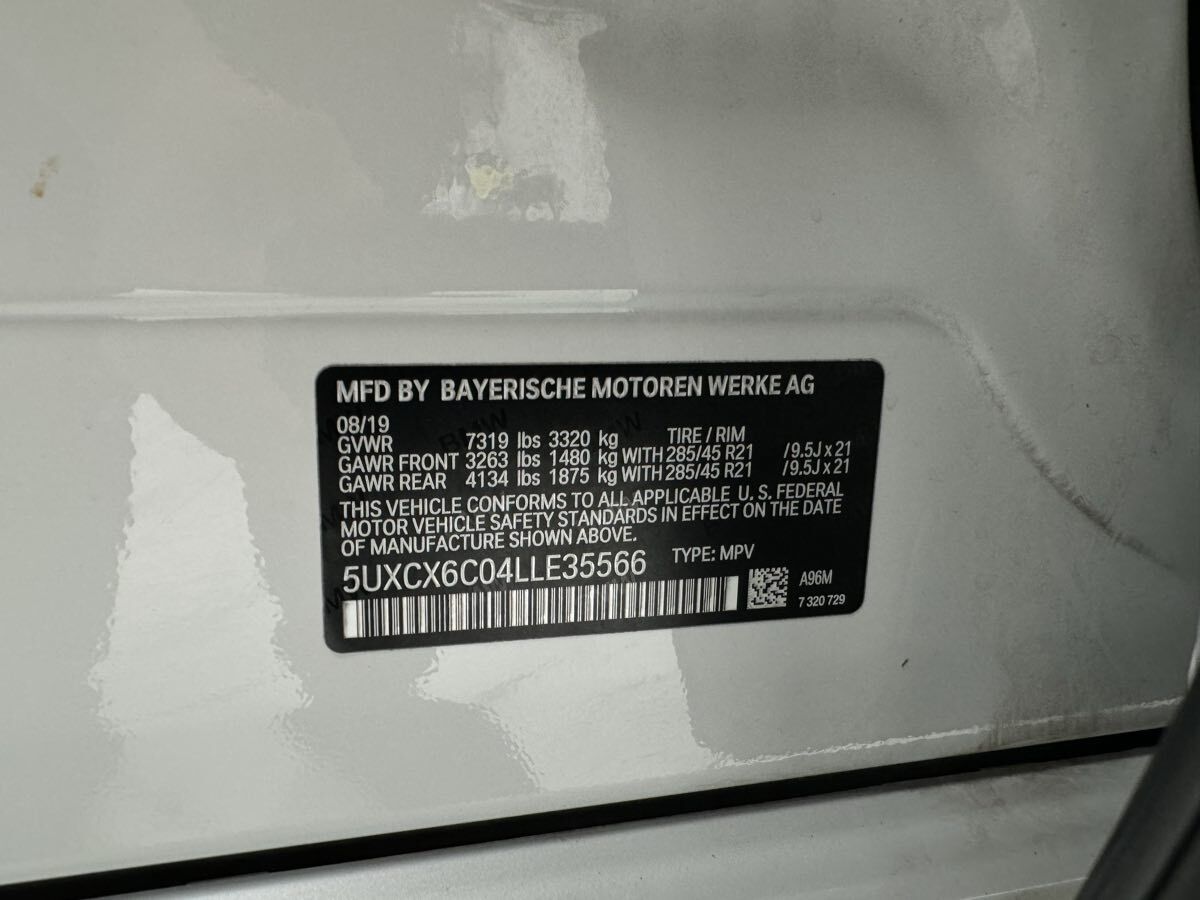 MFD BY BAYERISCHE MOTOREN WERKE AG
08/19
GVWR 7319 lbs 3320 kg TIRE / RIM
GAWR FRONT 3263 lbs 1480 kg WITH 285/45 R21 /9.5J x 21
GAWR REAR 4134 lbs 1875 kg WITH 285/45 R21 /9.5J x 21
THIS VEHICLE CONFORMS TO ALL APPLICABLE U. S. FEDERAL
MOTOR VEHICLE SAFETY STANDARDS IN EFFECT ON THE DATE
OF MANUFACTURE SHOWN ABOVE.
5UXCX6C04LLE35566 TYPE: MPV
A96M
7 320 729